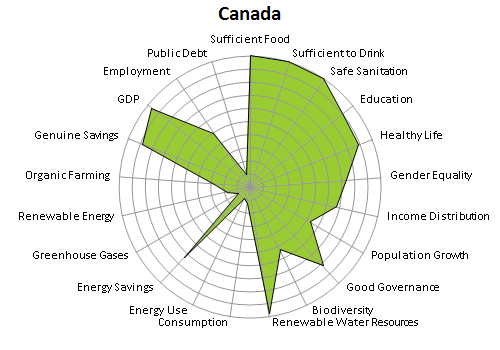 Canada
Sufficient Food
Public Debt
Sufficient to Drink
Employment
Safe Sanitation
GDP
Education
Genuine Savings
Healthy Life
Organic Farming
Gender Equality
Renewable Energy
Income Distribution
Greenhouse Gases
Population Growth
Energy Savings
Good Governance
Energy Use
Biodiversity
Consumption
Renewable Water Resources